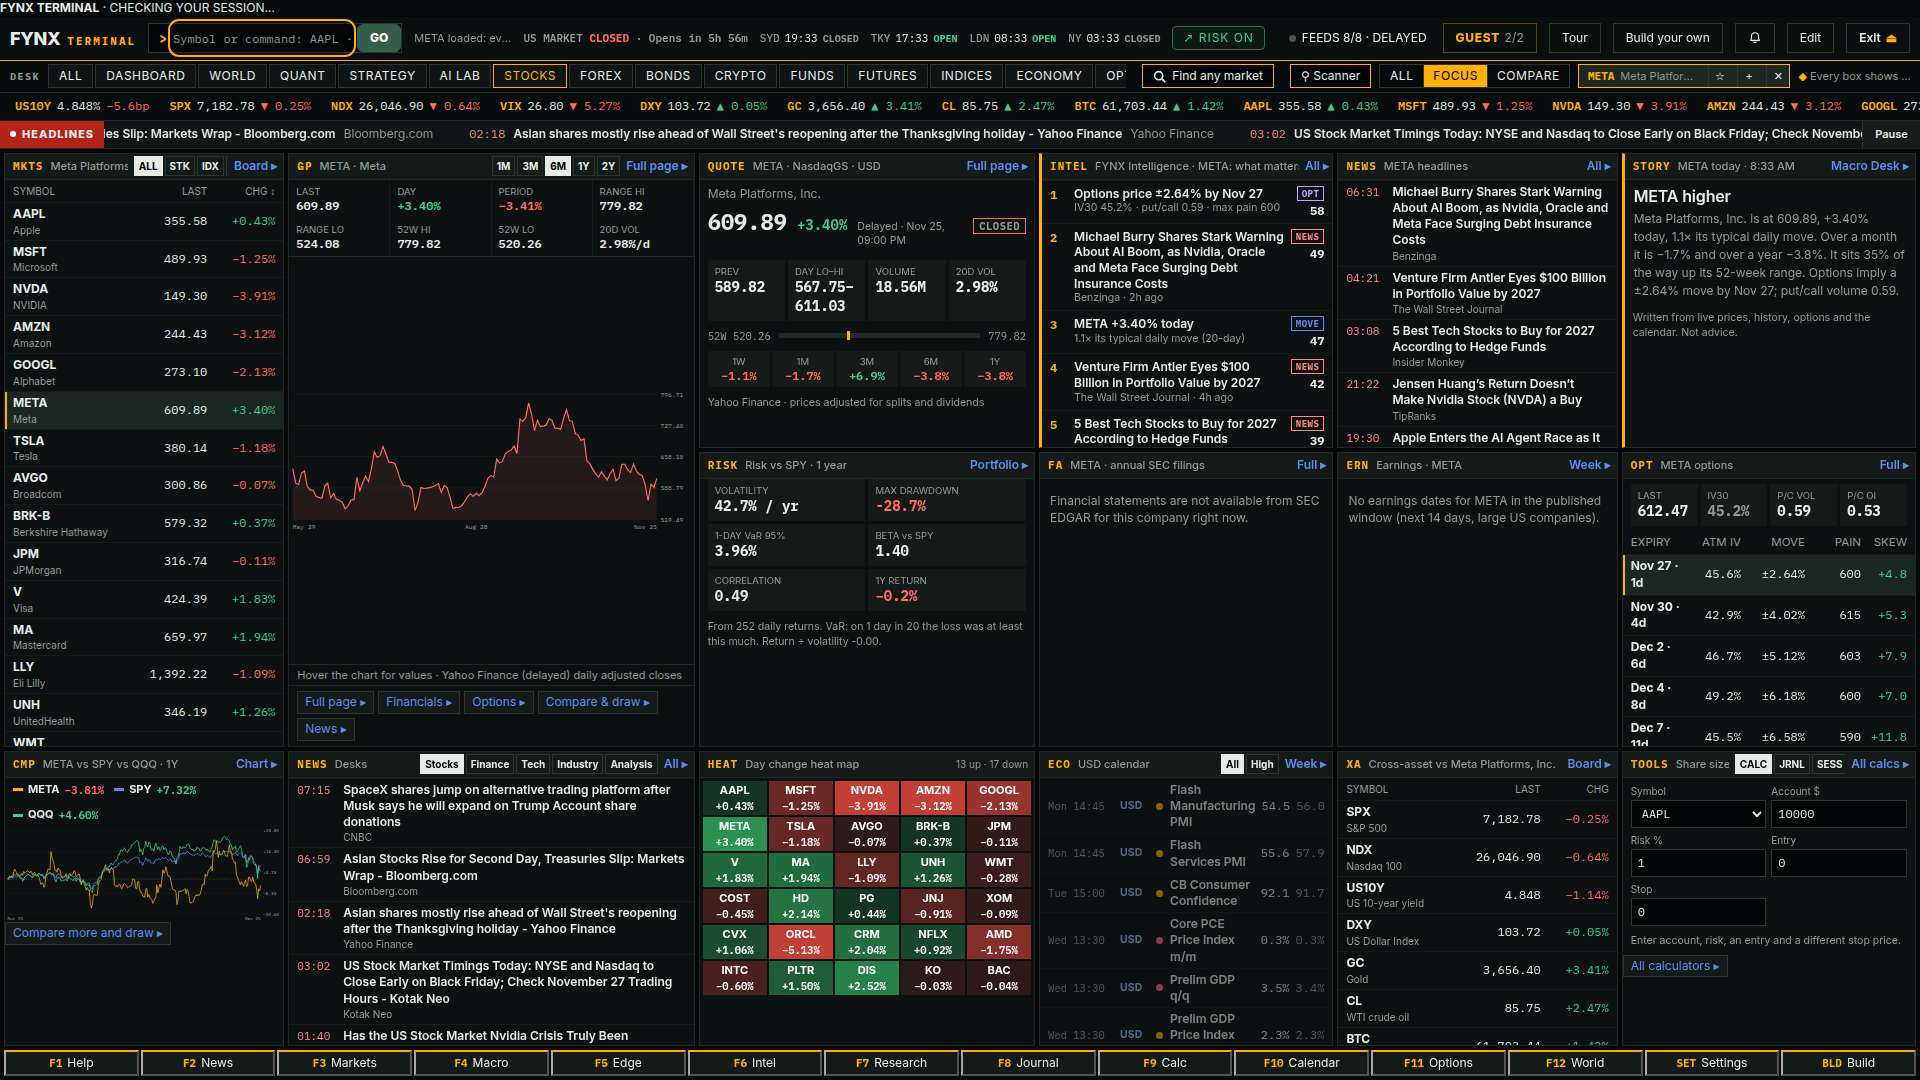 FYNX TERMINAL · CHECKING YOUR SESSION...
FYNX TERMINAL
> Symbol or command: AAPL · GO
META loaded: ev...
US MARKET CLOSED · Opens in 5h 56m
SYD 19:33 CLOSED TKY 17:33 OPEN LDN 08:33 OPEN NY 03:33 CLOSED
↗ RISK ON
FEEDS 8/8 · DELAYED
GUEST 2/2
Tour
Build your own
Edit
Exit
DESK ALL DASHBOARD WORLD QUANT STRATEGY AI LAB STOCKS FOREX BONDS CRYPTO FUNDS FUTURES INDICES ECONOMY OPT
Find any market
Scanner
ALL FOCUS COMPARE
META Meta Platfor... ☆ + ✕
◆ Every box shows ...
US10Y 4.848% −5.6bp SPX 7,182.78 ▼ 0.25% NDX 26,046.90 ▼ 0.64% VIX 26.80 ▼ 5.27% DXY 103.72 ▲ 0.05% GC 3,656.40 ▲ 3.41% CL 85.75 ▲ 2.47% BTC 61,703.44 ▲ 1.42% AAPL 355.58 ▲ 0.43% MSFT 489.93 ▼ 1.25% NVDA 149.30 ▼ 3.91% AMZN 244.43 ▼ 3.12% GOOGL 273
HEADLINES les Slip: Markets Wrap - Bloomberg.com Bloomberg.com 02:18 Asian shares mostly rise ahead of Wall Street's reopening after the Thanksgiving holiday - Yahoo Finance Yahoo Finance 03:02 US Stock Market Timings Today: NYSE and Nasdaq to Close Early on Black Friday; Check Novemb Pause
MKTS Meta Platforms ALL STK IDX Board ▸
SYMBOL LAST CHG ↕
AAPL Apple 355.58 +0.43%
MSFT Microsoft 489.93 −1.25%
NVDA NVIDIA 149.30 −3.91%
AMZN Amazon 244.43 −3.12%
GOOGL Alphabet 273.10 −2.13%
META Meta 609.89 +3.40%
TSLA Tesla 380.14 −1.18%
AVGO Broadcom 300.86 −0.07%
BRK-B Berkshire Hathaway 579.32 +0.37%
JPM JPMorgan 316.74 −0.11%
V Visa 424.39 +1.83%
MA Mastercard 659.97 +1.94%
LLY Eli Lilly 1,392.22 −1.09%
UNH UnitedHealth 346.19 +1.26%
WMT
GP META · Meta 1M 3M 6M 1Y 2Y Full page ▸
LAST 609.89
DAY +3.40%
PERIOD −3.41%
RANGE HI 779.82
RANGE LO 524.08
52W HI 779.82
52W LO 520.26
20D VOL 2.98%/d
796.71
727.40
658.10
588.79
519.49
May 29 Aug 28 Nov 25
Hover the chart for values · Yahoo Finance (delayed) daily adjusted closes
Full page ▸ Financials ▸ Options ▸ Compare & draw ▸
News ▸
QUOTE META · NasdaqGS · USD Full page ▸
Meta Platforms, Inc.
609.89 +3.40% Delayed · Nov 25, 09:00 PM CLOSED
PREV 589.82
DAY LO–HI 567.75–611.03
VOLUME 18.56M
20D VOL 2.98%
52W 520.26 779.82
1W −1.1%
1M −1.7%
3M +6.9%
6M −3.8%
1Y −3.8%
Yahoo Finance · prices adjusted for splits and dividends
INTEL FYNX Intelligence · META: what matter All ▸
1 Options price ±2.64% by Nov 27 OPT
IV30 45.2% · put/call 0.59 · max pain 600 58
2 Michael Burry Shares Stark Warning NEWS
About AI Boom, as Nvidia, Oracle 49
and Meta Face Surging Debt
Insurance Costs
Benzinga · 2h ago
3 META +3.40% today MOVE
1.1× its typical daily move (20-day) 47
4 Venture Firm Antler Eyes $100 NEWS
Billion in Portfolio Value by 2027 42
The Wall Street Journal · 4h ago
5 5 Best Tech Stocks to Buy for 2027 NEWS
According to Hedge Funds 39
NEWS META headlines All ▸
06:31 Michael Burry Shares Stark Warning
About AI Boom, as Nvidia, Oracle and
Meta Face Surging Debt Insurance
Costs
Benzinga
04:21 Venture Firm Antler Eyes $100 Billion
in Portfolio Value by 2027
The Wall Street Journal
03:08 5 Best Tech Stocks to Buy for 2027
According to Hedge Funds
Insider Monkey
21:22 Jensen Huang's Return Doesn't
Make Nvidia Stock (NVDA) a Buy
TipRanks
19:30 Apple Enters the AI Agent Race as It
STORY META today · 8:33 AM Macro Desk ▸
META higher
Meta Platforms, Inc. is at 609.89, +3.40%
today, 1.1× its typical daily move. Over a month
it is −1.7% and over a year −3.8%. It sits 35% of
the way up its 52-week range. Options imply a
±2.64% move by Nov 27; put/call volume 0.59.
Written from live prices, history, options and the
calendar. Not advice.
RISK Risk vs SPY · 1 year Portfolio ▸
VOLATILITY 42.7% / yr
MAX DRAWDOWN -28.7%
1-DAY VaR 95% 3.96%
BETA vs SPY 1.40
CORRELATION 0.49
1Y RETURN −0.2%
From 252 daily returns. VaR: on 1 day in 20 the loss was at least
this much. Return ÷ volatility -0.00.
FA META · annual SEC filings Full ▸
Financial statements are not available from SEC
EDGAR for this company right now.
ERN Earnings · META Week ▸
No earnings dates for META in the published
window (next 14 days, large US companies).
OPT META options Full ▸
LAST 612.47
IV30 45.2%
P/C VOL 0.59
P/C OI 0.53
EXPIRY ATM IV MOVE PAIN SKEW
Nov 27 · 1d 45.6% ±2.64% 600 +4.8
Nov 30 · 4d 42.9% ±4.02% 615 +5.3
Dec 2 · 6d 46.7% ±5.12% 603 +7.9
Dec 4 · 8d 49.2% ±6.18% 600 +7.0
Dec 7 · 11d 45.5% ±6.58% 590 +11.8
CMP META vs SPY vs QQQ · 1Y Chart ▸
META −3.81% SPY +7.32%
QQQ +4.60%
Compare more and draw ▸
NEWS Desks Stocks Finance Tech Industry Analysis All ▸
07:15 SpaceX shares jump on alternative trading platform after
Musk says he will expand on Trump Account share
donations
CNBC
06:59 Asian Stocks Rise for Second Day, Treasuries Slip: Markets
Wrap - Bloomberg.com
Bloomberg.com
02:18 Asian shares mostly rise ahead of Wall Street's reopening
after the Thanksgiving holiday - Yahoo Finance
Yahoo Finance
03:02 US Stock Market Timings Today: NYSE and Nasdaq to
Close Early on Black Friday; Check November 27 Trading
Hours - Kotak Neo
Kotak Neo
01:40 Has the US Stock Market Nvidia Crisis Truly Been
HEAT Day change heat map 13 up · 17 down
AAPL +0.43% MSFT −1.25% NVDA −3.91% AMZN −3.12% GOOGL −2.13%
META +3.40% TSLA −1.18% AVGO −0.07% BRK-B +0.37% JPM −0.11%
V +1.83% MA +1.94% LLY −1.09% UNH +1.26% WMT −0.28%
COST −0.45% HD +2.14% PG +0.44% JNJ −0.91% XOM −0.09%
CVX +1.06% ORCL −5.13% CRM +2.04% NFLX +0.92% AMD −1.75%
INTC −0.60% PLTR +1.50% DIS +2.52% KO −0.03% BAC −0.04%
ECO USD calendar All High Week ▸
Mon 14:45 USD Flash Manufacturing PMI 54.5 56.0
Mon 14:45 USD Flash Services PMI 55.6 57.9
Tue 15:00 USD CB Consumer Confidence 92.1 91.7
Wed 13:30 USD Core PCE Price Index m/m 0.3% 0.3%
Wed 13:30 USD Prelim GDP q/q 3.5% 3.4%
Wed 13:30 USD Prelim GDP Price Index 2.3% 2.3%
XA Cross-asset vs Meta Platforms, Inc. Board ▸
SYMBOL LAST CHG
SPX S&P 500 7,182.78 −0.25%
NDX Nasdaq 100 26,046.90 −0.64%
US10Y US 10-year yield 4.848 −1.14%
DXY US Dollar Index 103.72 +0.05%
GC Gold 3,656.40 +3.41%
CL WTI crude oil 85.75 +2.47%
BTC 61,703.44 +1.42%
TOOLS Share size CALC JRNL SESS All calcs ▸
Symbol AAPL
Account $ 10000
Risk % 1
Entry 0
Stop 0
Enter account, risk, an entry and a different stop price.
All calculators ▸
F1 Help F2 News F3 Markets F4 Macro F5 Edge F6 Intel F7 Research F8 Journal F9 Calc F10 Calendar F11 Options F12 World SET Settings BLD Build